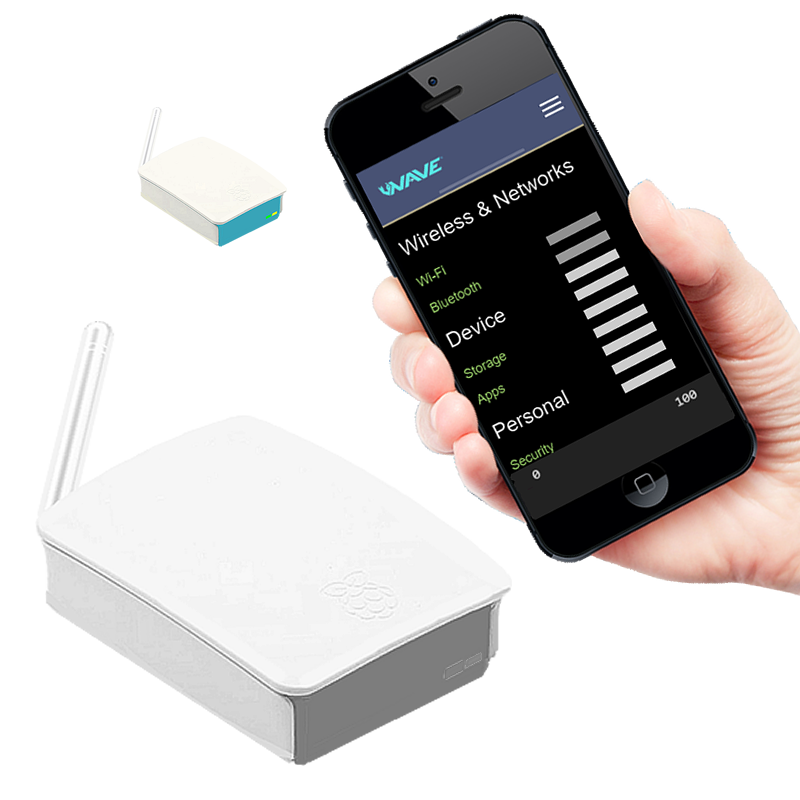 WAVE
Wireless & Networks
Wi-Fi
Bluetooth
Device
Storage
Apps
Personal
Security
0
100